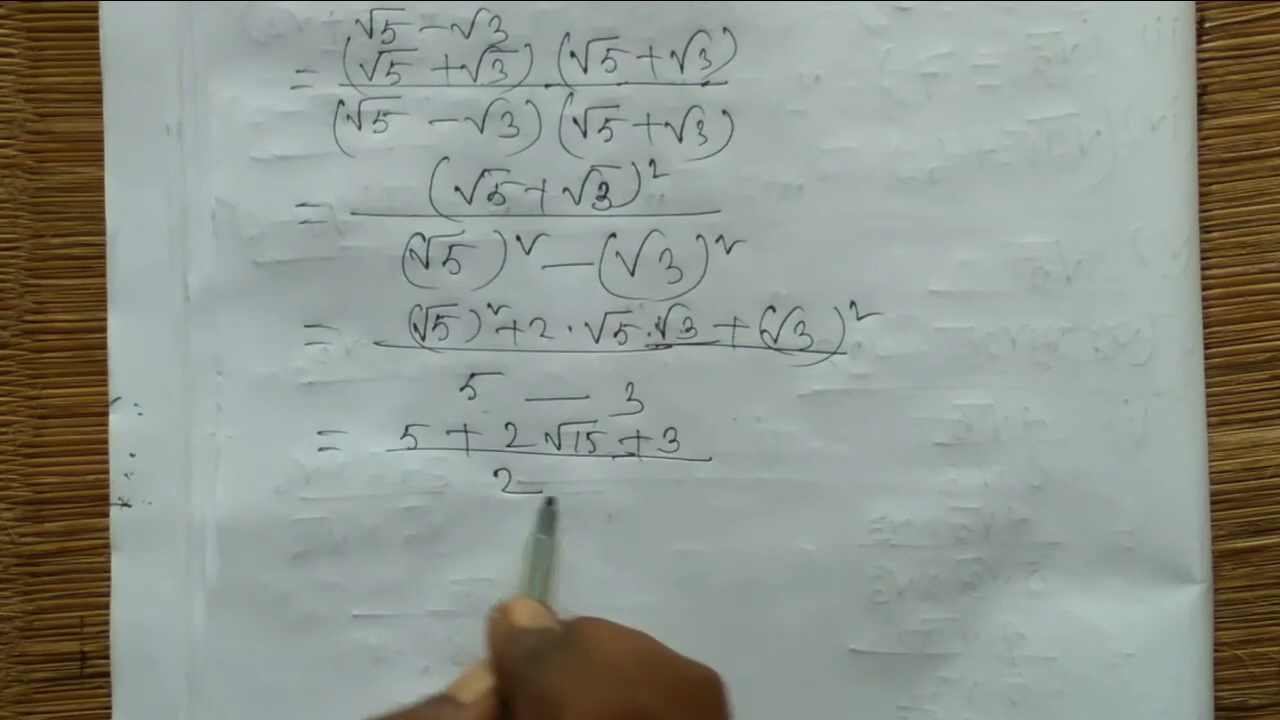 √5 - √3
= (√5 + √3) (√5 + √3)
(√5 - √3) (√5 + √3)
= (√5 + √3)²
(√5)² - (√3)²
= (√5)² + 2 · √5 · √3 + (√3)²
5 - 3
= 5 + 2 √15 + 3
2